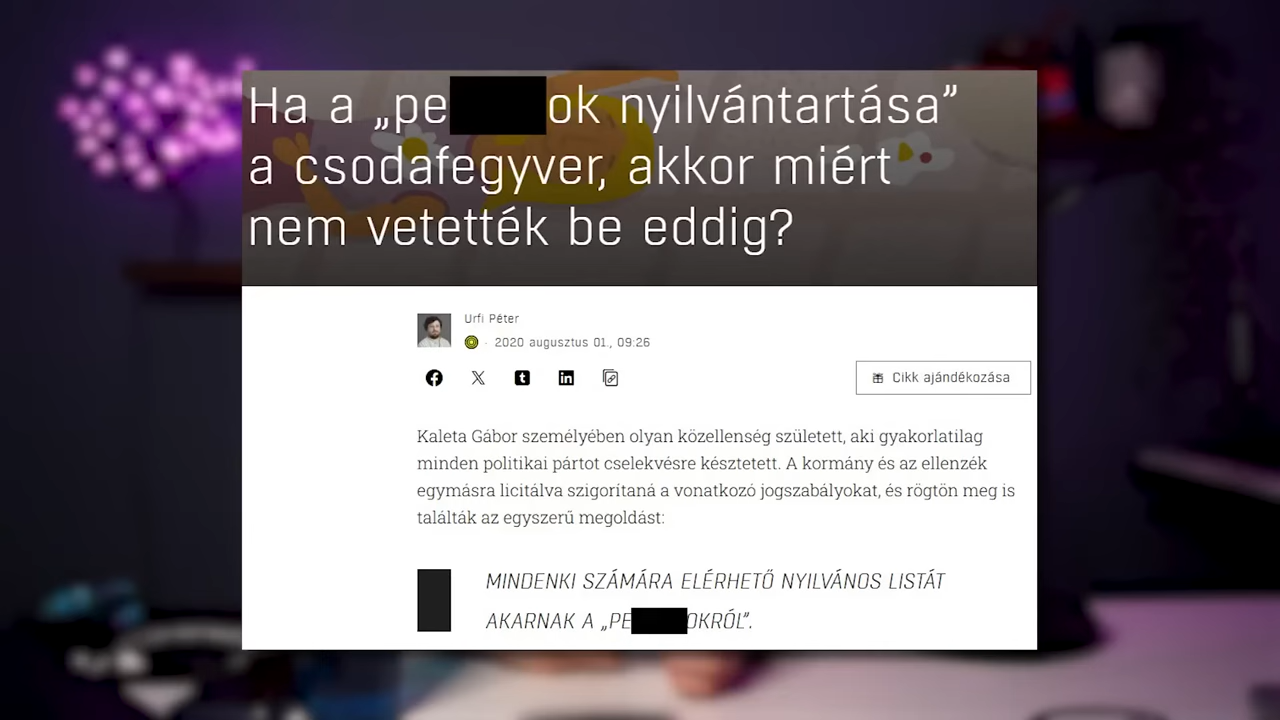 Ha a „pe ok nyilvántartása”
a csodafegyver, akkor miért
nem vetették be eddig?
Urfi Péter
· 2020 augusztus 01., 09:26
Cikk ajándékozása
Kaleta Gábor személyében olyan közellenség született, aki gyakorlatilag
minden politikai pártot cselekvésre késztetett. A kormány és az ellenzék
egymásra licitálva szigorítaná a vonatkozó jogszabályokat, és rögtön meg is
találták az egyszerű megoldást:
MINDENKI SZÁMÁRA ELÉRHETŐ NYILVÁNOS LISTÁT
AKARNAK A „PE OKRÓL”.